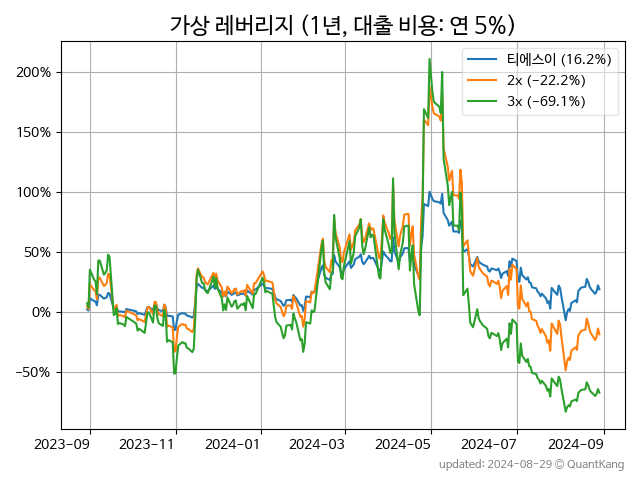 가상 레버리지 (1년, 대출 비용: 연 5%)
티에스이 (16.2%)
2x (−22.2%)
3x (−69.1%)
200%
150%
100%
50%
0%
−50%
2023-09
2023-11
2024-01
2024-03
2024-05
2024-07
2024-09
updated: 2024-08-29 © QuantKang